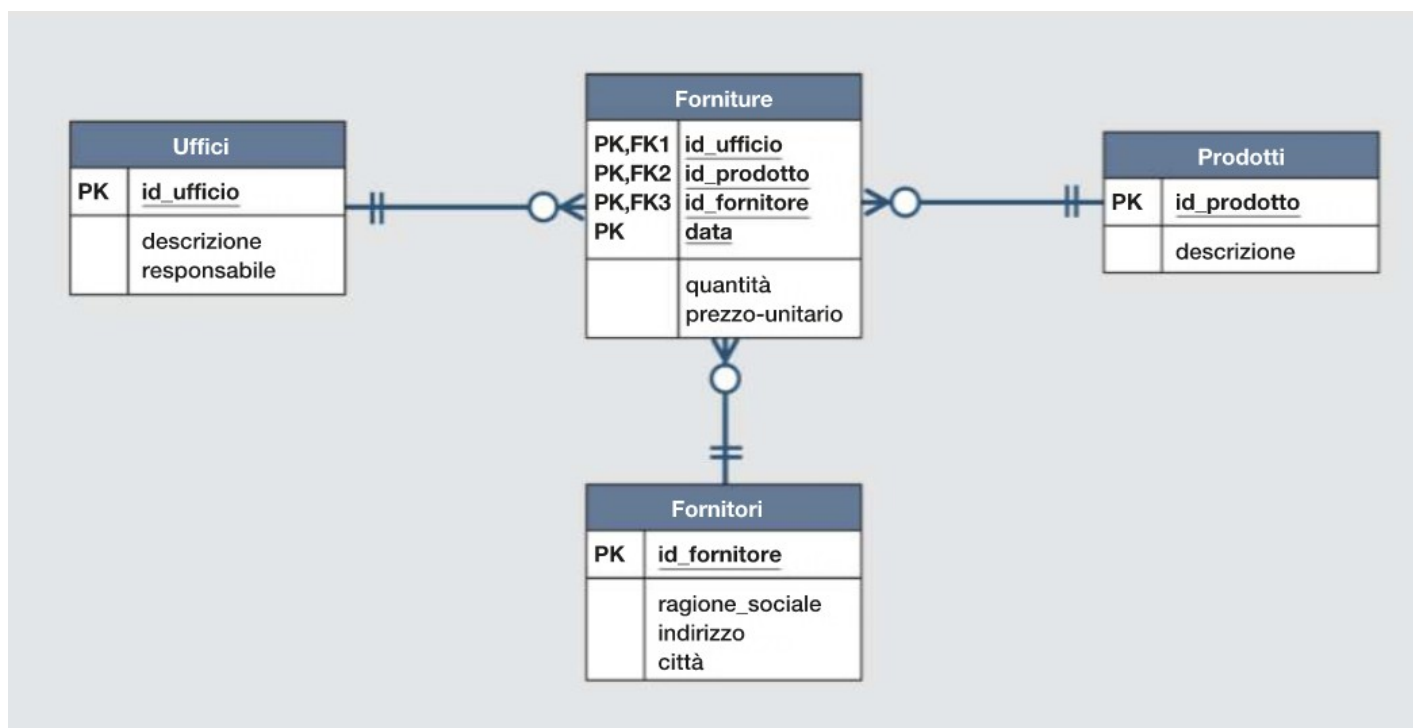 Uffici
PK id_ufficio
descrizione
responsabile
Forniture
PK,FK1 id_ufficio
PK,FK2 id_prodotto
PK,FK3 id_fornitore
PK data
quantità
prezzo-unitario
Prodotti
PK id_prodotto
descrizione
Fornitori
PK id_fornitore
ragione_sociale
indirizzo
città